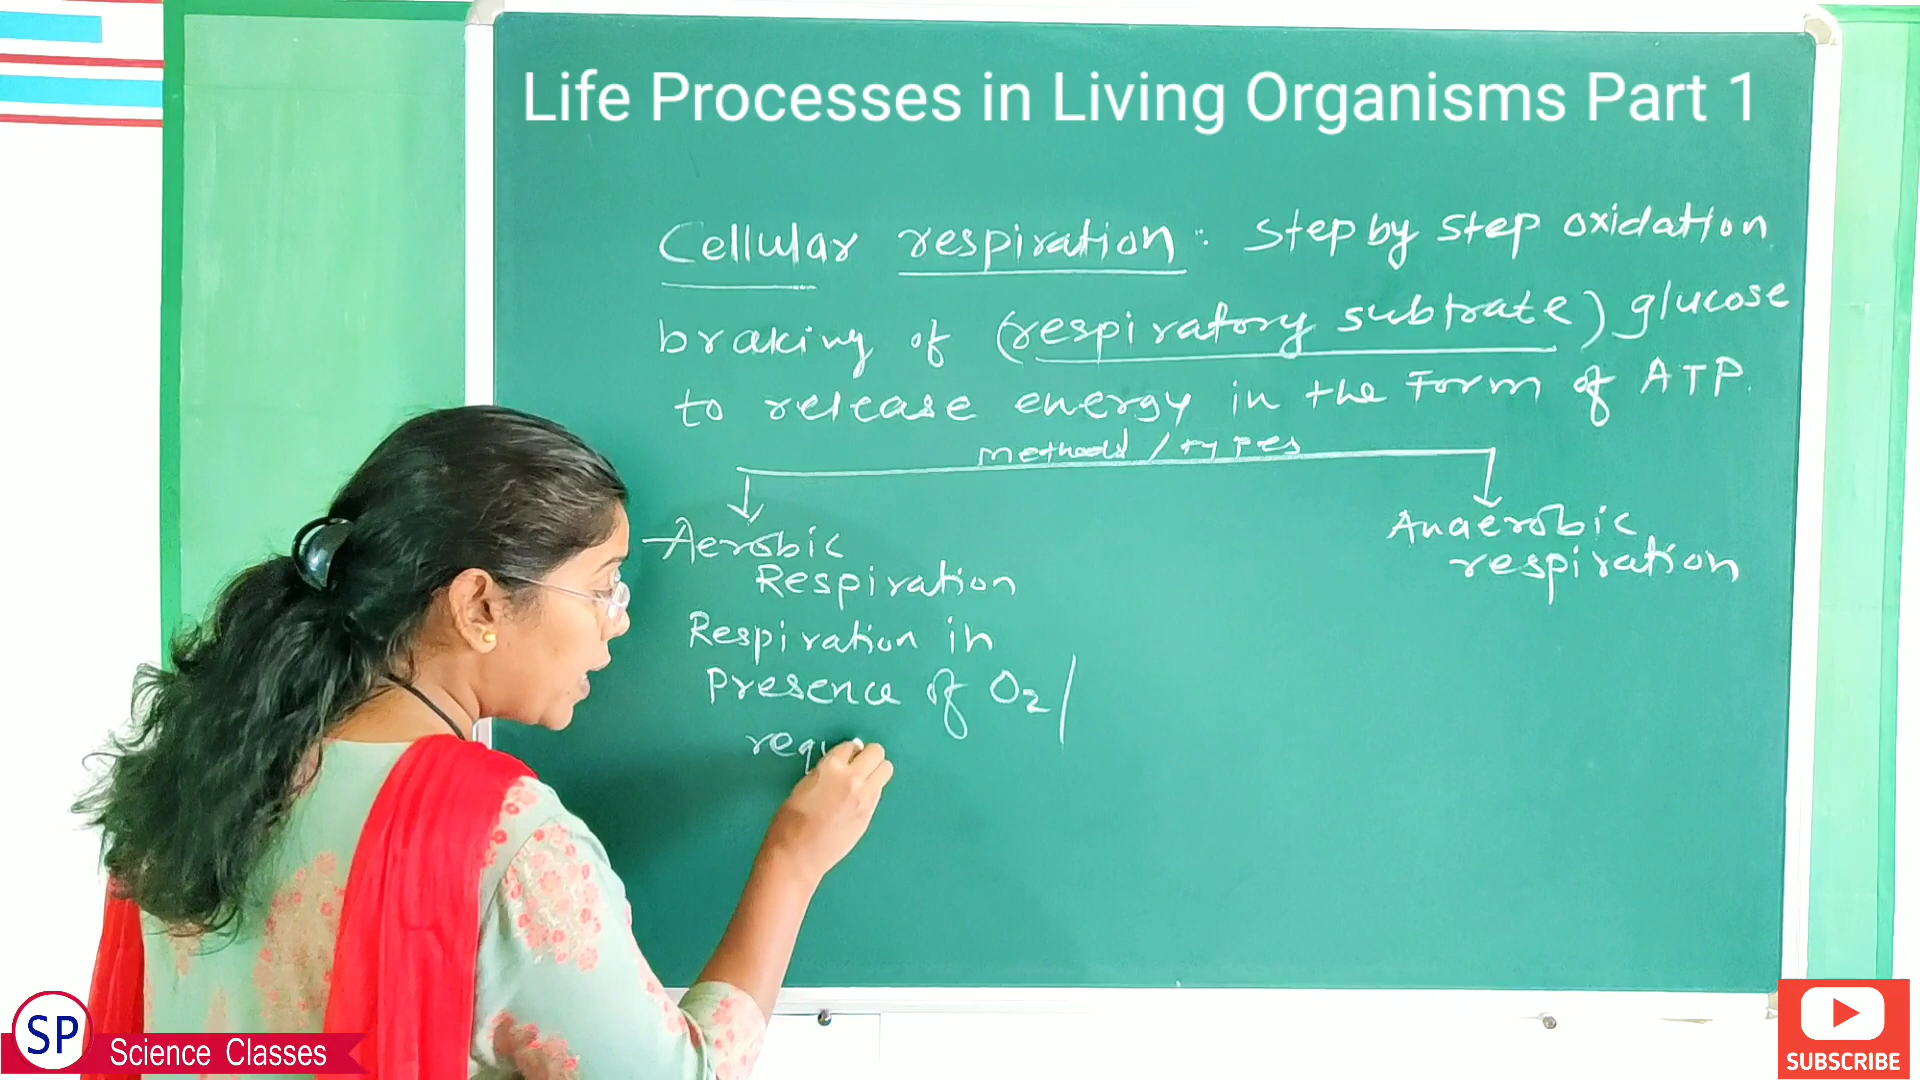 Life Processes in Living Organisms Part 1
Cellular respiration: Step by Step oxidation
braking of (respiratory subtrate) glucose
to release energy in the Form of ATP.
Methods / types
Aerobic
Respiration
Anaerobic
respiration
Respiration in
Presence of O2/
SP
Science Classes
SUBSCRIBE